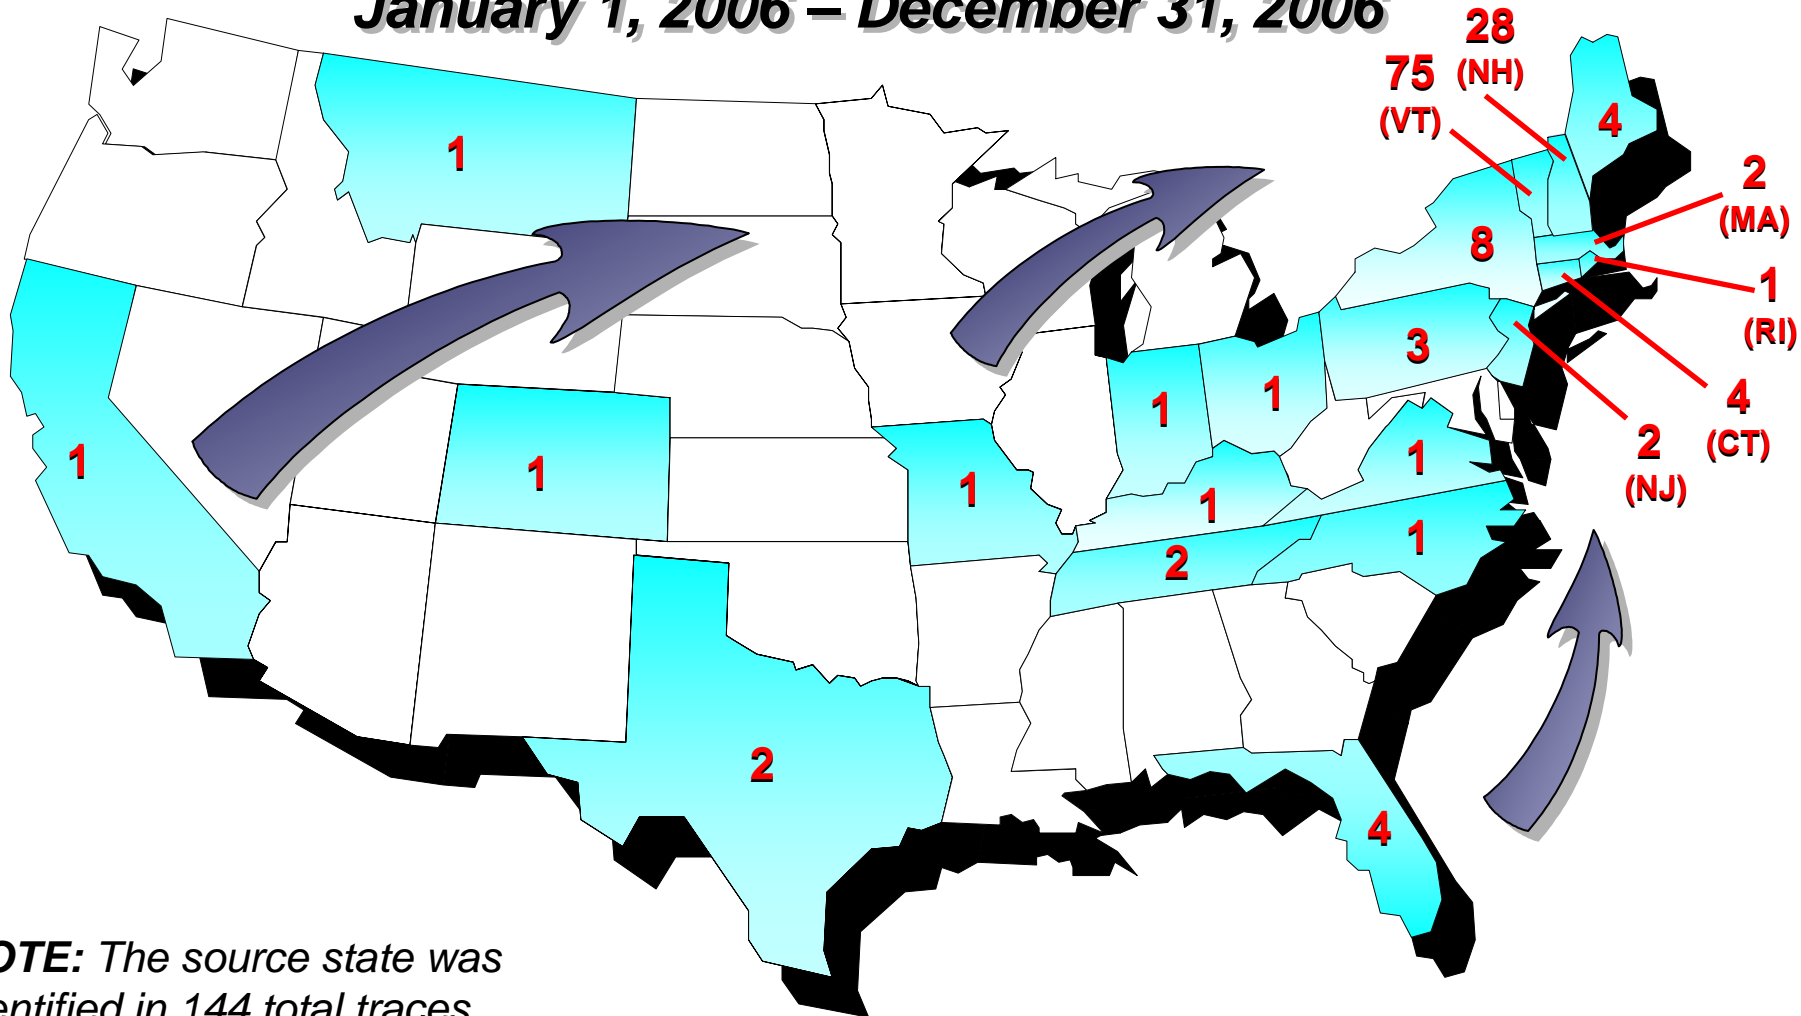 January 1, 2006 – December 31, 2006
28
(NH)
75
(VT)
4
1
2
(MA)
8
1
(RI)
3
4
(CT)
1
1
2
(NJ)
1
1
1
1
1
1
2
2
4
OTE: The source state was
entified in 144 total traces